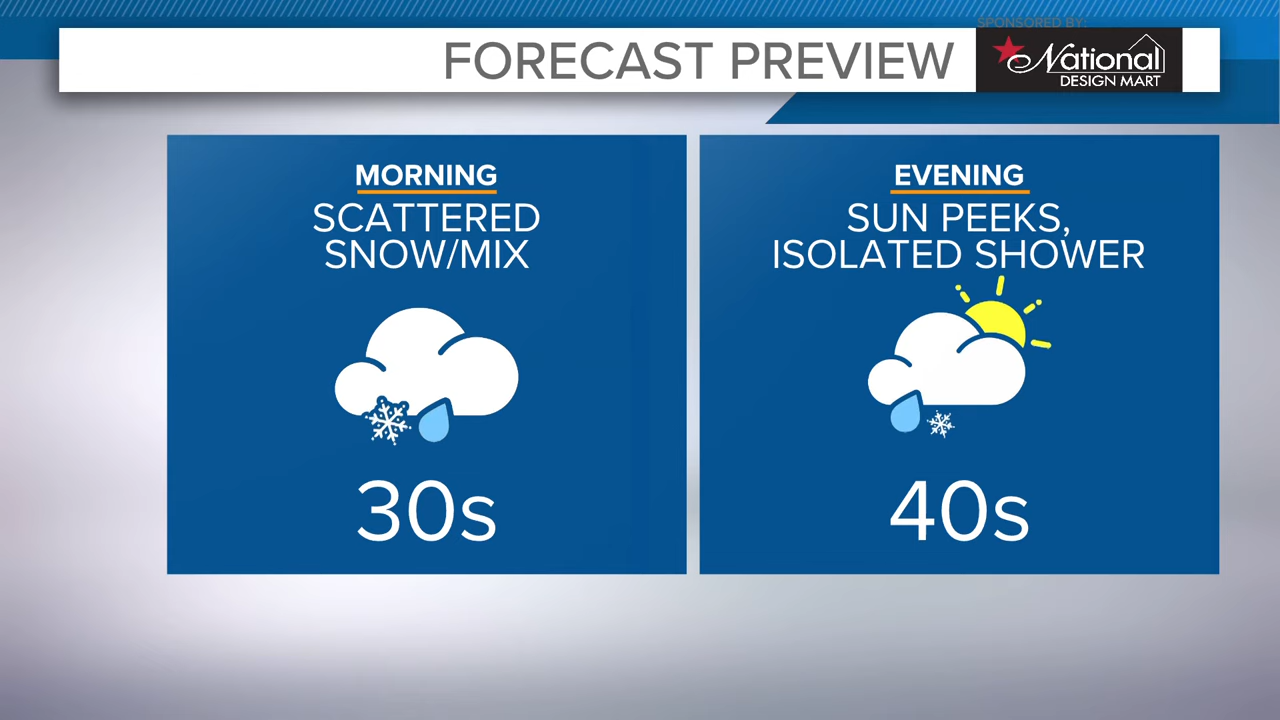 SPONSORED BY:
FORECAST PREVIEW
National
DESIGN MART
MORNING
SCATTERED
SNOW/MIX
30s
EVENING
SUN PEEKS,
ISOLATED SHOWER
40s